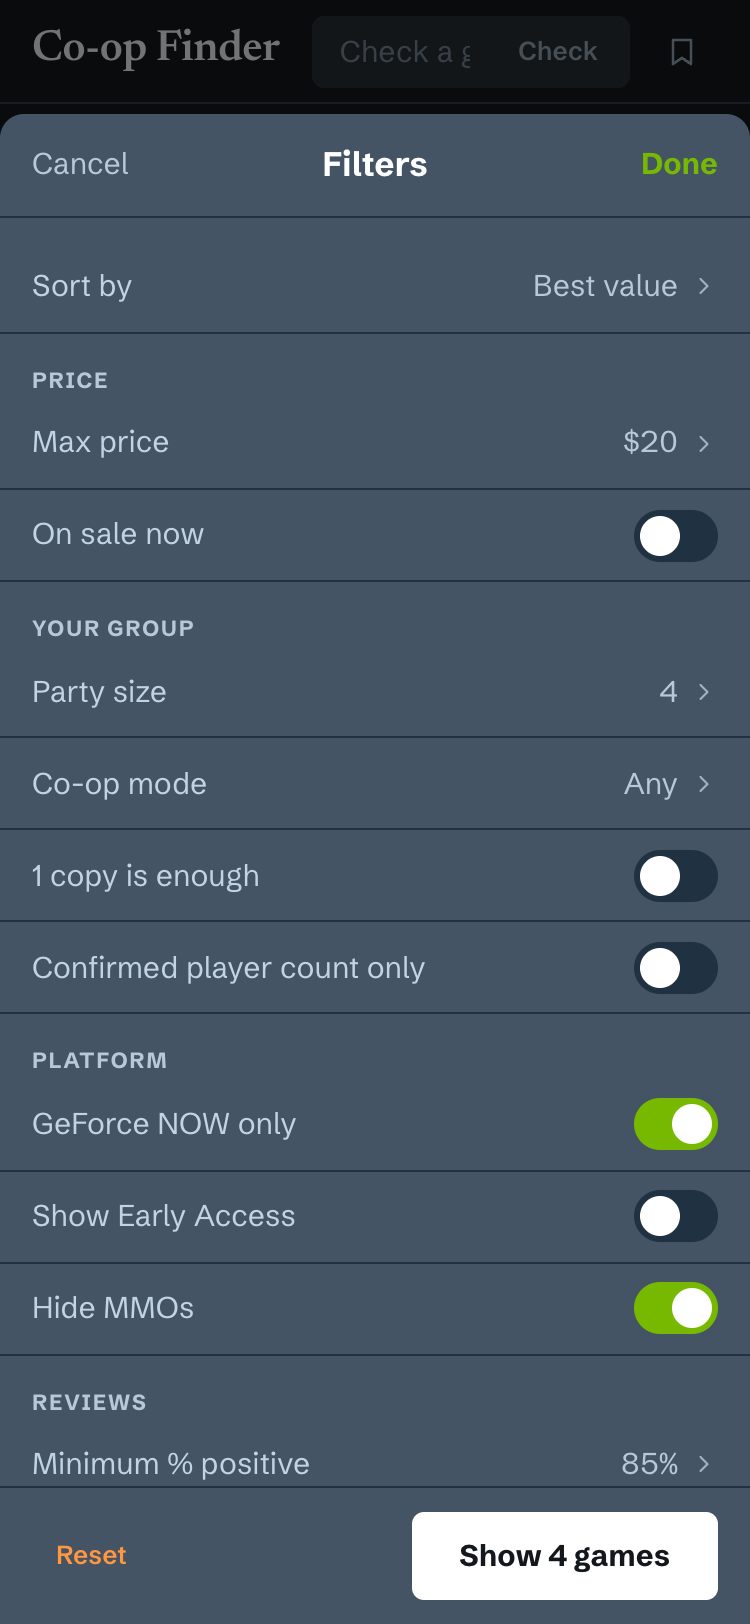 Co-op Finder
Check a
Check
Cancel
Filters
Done
Sort by
Best value
PRICE
Max price
$20
On sale now
YOUR GROUP
Party size
4
Co-op mode
Any
1 copy is enough
Confirmed player count only
PLATFORM
GeForce NOW only
Show Early Access
Hide MMOs
REVIEWS
Minimum % positive
85%
Reset
Show 4 games